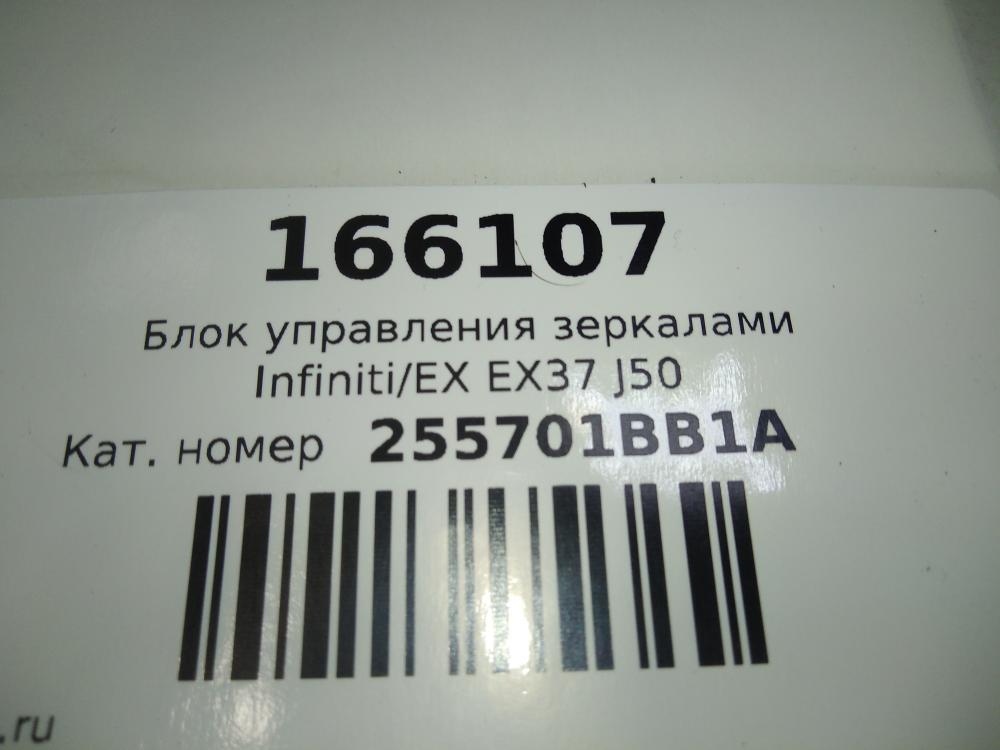 166107
Блок управления зеркалами
Infiniti/EX EX37 J50
Кат. номер 255701BB1A
.ru